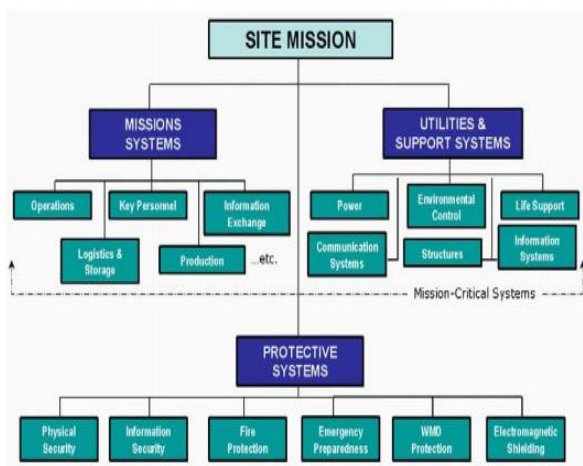 SITE MISSION
MISSIONS
SYSTEMS
UTILITIES &
SUPPORT SYSTEMS
Operations
Key Personnel
Information
Exchange
Logistics &
Storage
Production
...etc.
Power
Environmental
Control
Life Support
Communication
Systems
Structures
Information
Systems
Mission-Critical Systems
PROTECTIVE
SYSTEMS
Physical
Security
Information
Security
Fire
Protection
Emergency
Preparedness
WMD
Protection
Electromagnetic
Shielding